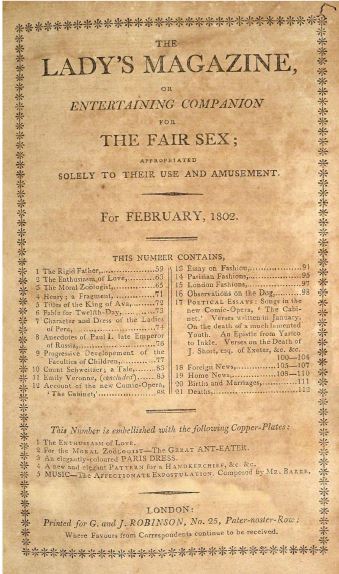 THE
LADY'S MAGAZINE,
OR
ENTERTAINING COMPANION
FOR
THE FAIR SEX;
APPROPRIATED
SOLELY TO THEIR USE AND AMUSEMENT.
For FEBRUARY, 1802.
THIS NUMBER CONTAINS,
1 The Rigid Father,..........59
2 The Enthusiasm of Love,..........63
3 The Moral Zoologist,..........65
4 Henry; a Fragment,..........71
5 Titles of the King of Ava,..........72
6 Fable for Twelfth-Day,..........73
7 Character and Dress of the Ladies
of Peru,..........74
8 Anecdotes of Paul I. late Emperor
of Russia,..........76
9 Progressive Developement of the
Faculties of Children,..........77
10 Count Schweitzer; a Tale,..........83
11 Emily Veronne, (concluded)
12 Account of the new Comic-Opera,
'The Cabinet,'..........88
13 Essay on Fashion,..........91
14 Parisian Fashions,..........95
15 London Fashions,..........97
16 Observations on the Dog,..........98
17 POETICAL ESSAYS: Songs in the
new Comic-Opera, 'The Cabi-
net.' Verses written in January.
On the death of a much lamented
Youth. An Epistle from Yarico
to Inkle. Verses on the Death of
J. Short, esq. of Exeter, &c. &c.
100—104
18 Foreign News,..........105—107
19 Home News,..........108—110
20 Births and Marriages,..........111
21 Deaths,..........112
This Number is embellished with the following Copper-Plates:
1 The ENTHUSIASM of LOVE.
2 For the MORAL ZOOLOGIST—The GREAT ANT-EATER.
3 An elegantly-coloured PARIS DRESS.
4 A new and elegant PATTERN for a HANDKERCHIEF, &c. &c.
5 MUSIC—The AFFECTIONATE EXPOSTULATION, Composed by Mr. BAKER.
LONDON:
Printed for G. and J. ROBINSON, No. 25, Pater-noster-Row;
Where Favours from Correspondents continue to be received.